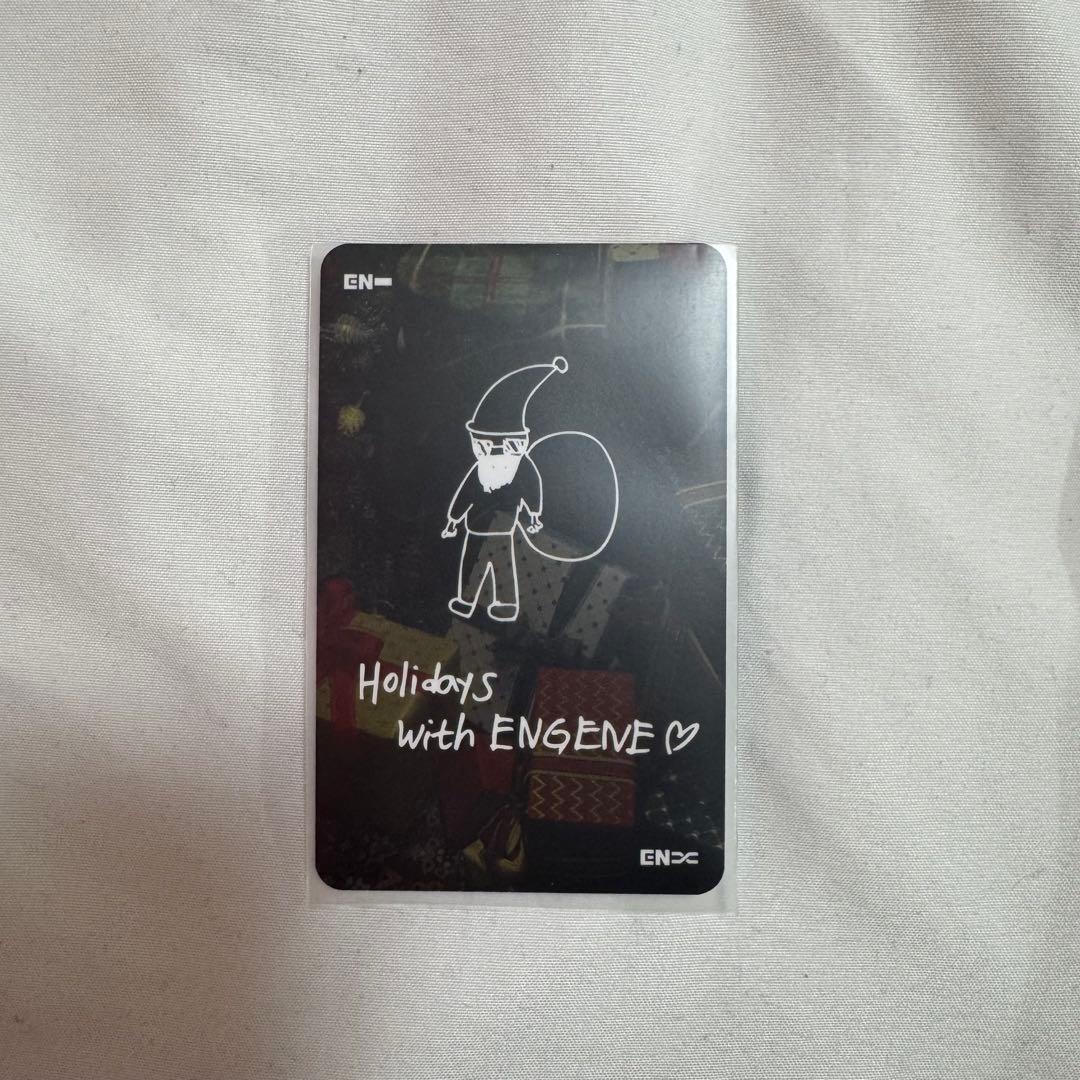 EN-
Holidays
with ENGENE♡
EN